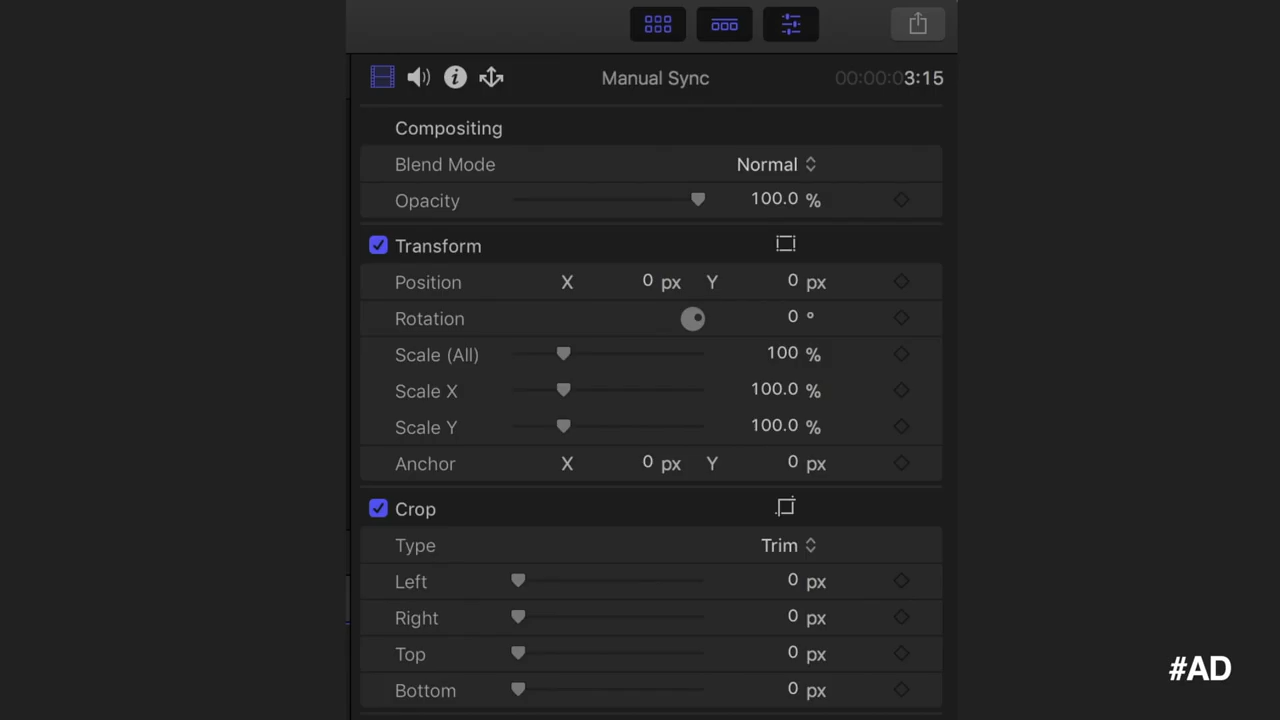 Manual Sync 00:00:03:15
Compositing
Blend Mode Normal
Opacity 100.0 %
Transform
Position X 0 px Y 0 px
Rotation 0 °
Scale (All) 100 %
Scale X 100.0 %
Scale Y 100.0 %
Anchor X 0 px Y 0 px
Crop
Type Trim
Left 0 px
Right 0 px
Top 0 px
Bottom 0 px
#AD